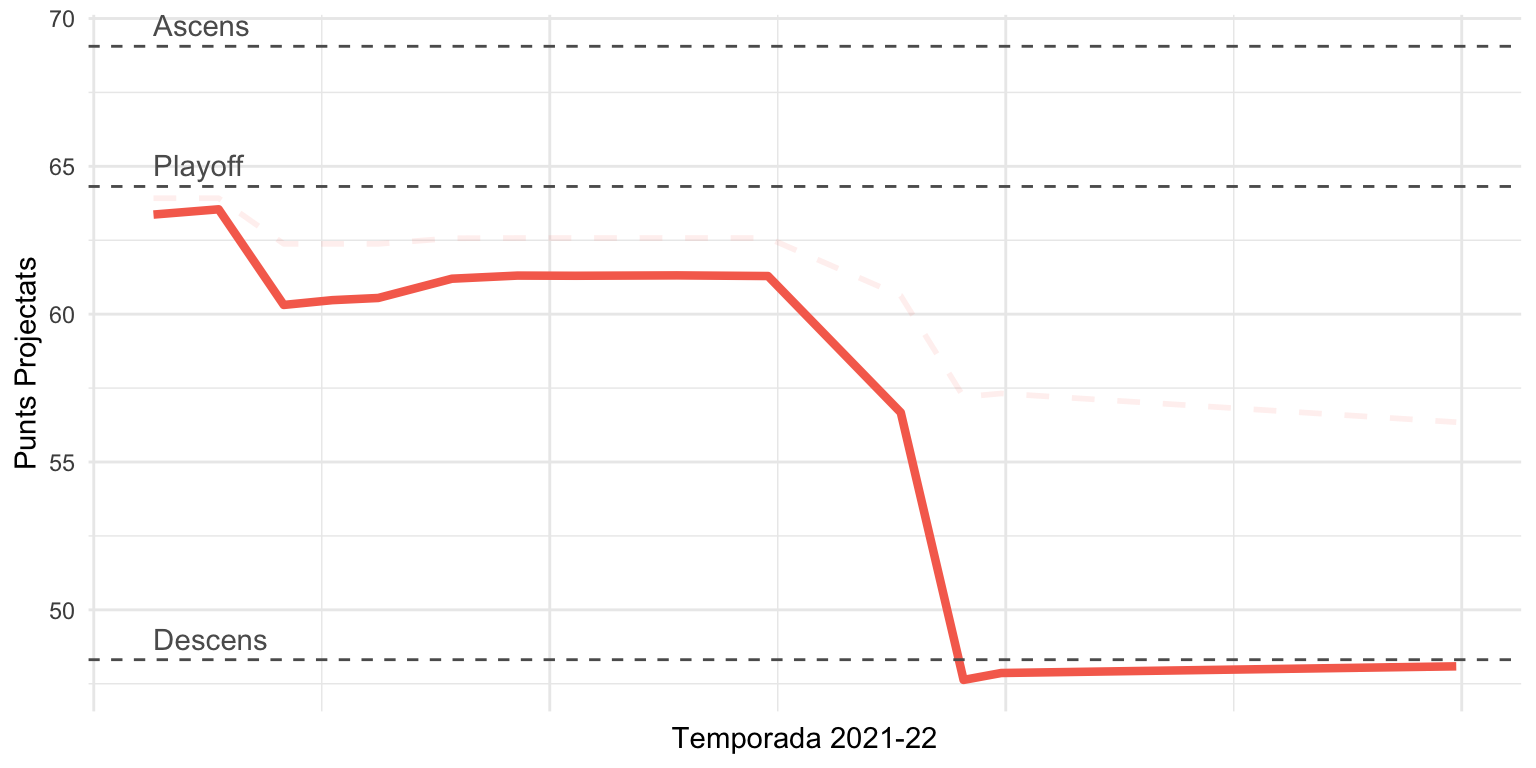 70
Ascens
65
Playoff
60
Punts Projectats
55
50
Descens
Temporada 2021-22